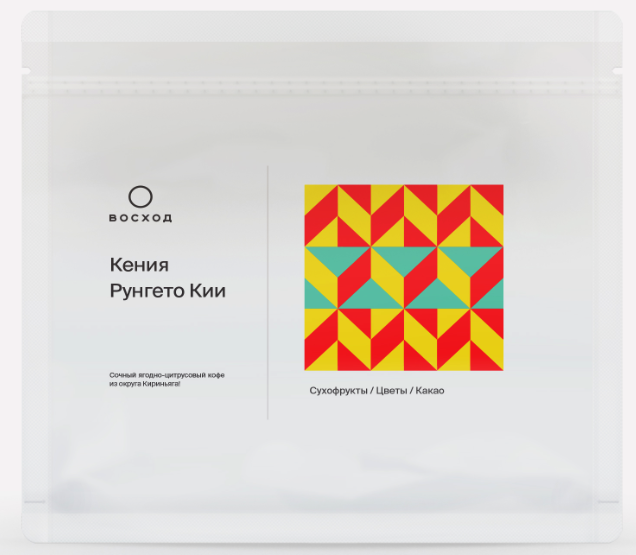 ВОСХОД
Кения
Рунгето Кии
Сочный ягодно-цитрусовый кофе
из округа Кириньяга!
Сухофрукты / Цветы / Какао